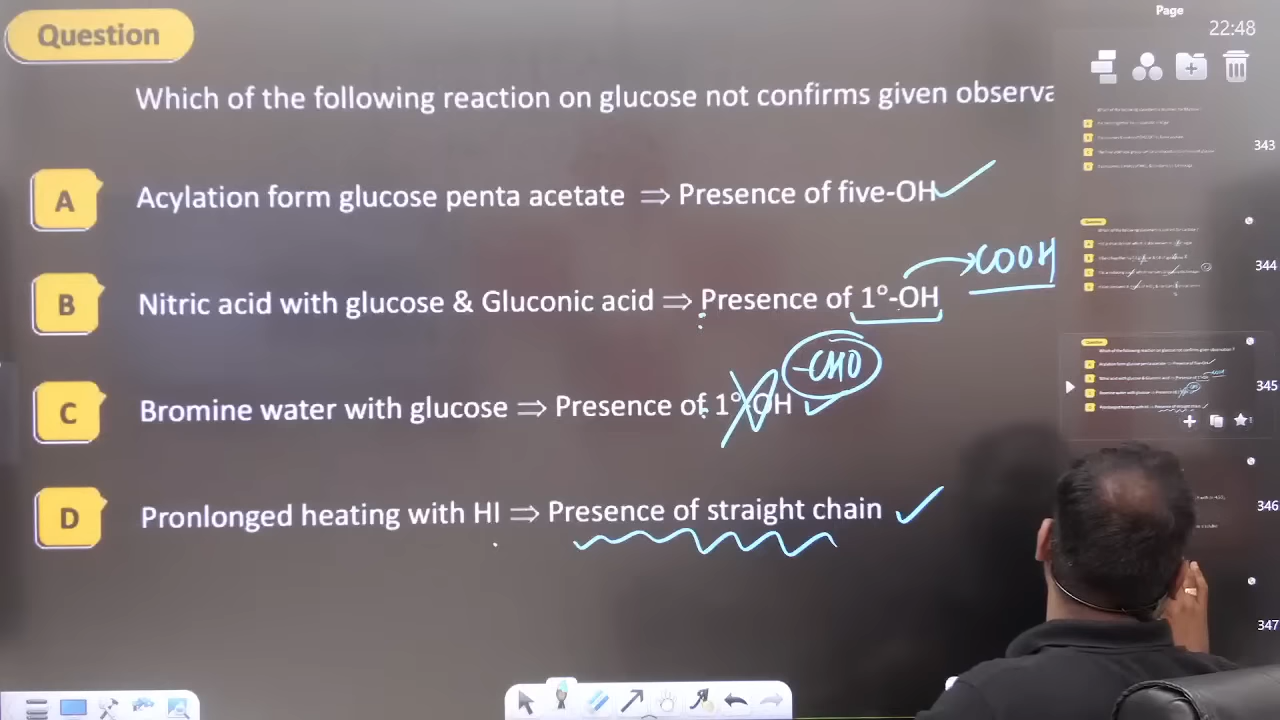 Question
Page
22:48
Which of the following reaction on glucose not confirms given observa
A Acylation form glucose penta acetate ⇒ Presence of five-OH
B Nitric acid with glucose & Gluconic acid ⇒ Presence of 1°-OH
COOH
-CHO
C Bromine water with glucose ⇒ Presence of 1°-OH
D Pronlonged heating with HI ⇒ Presence of straight chain
343
344
345
346
347